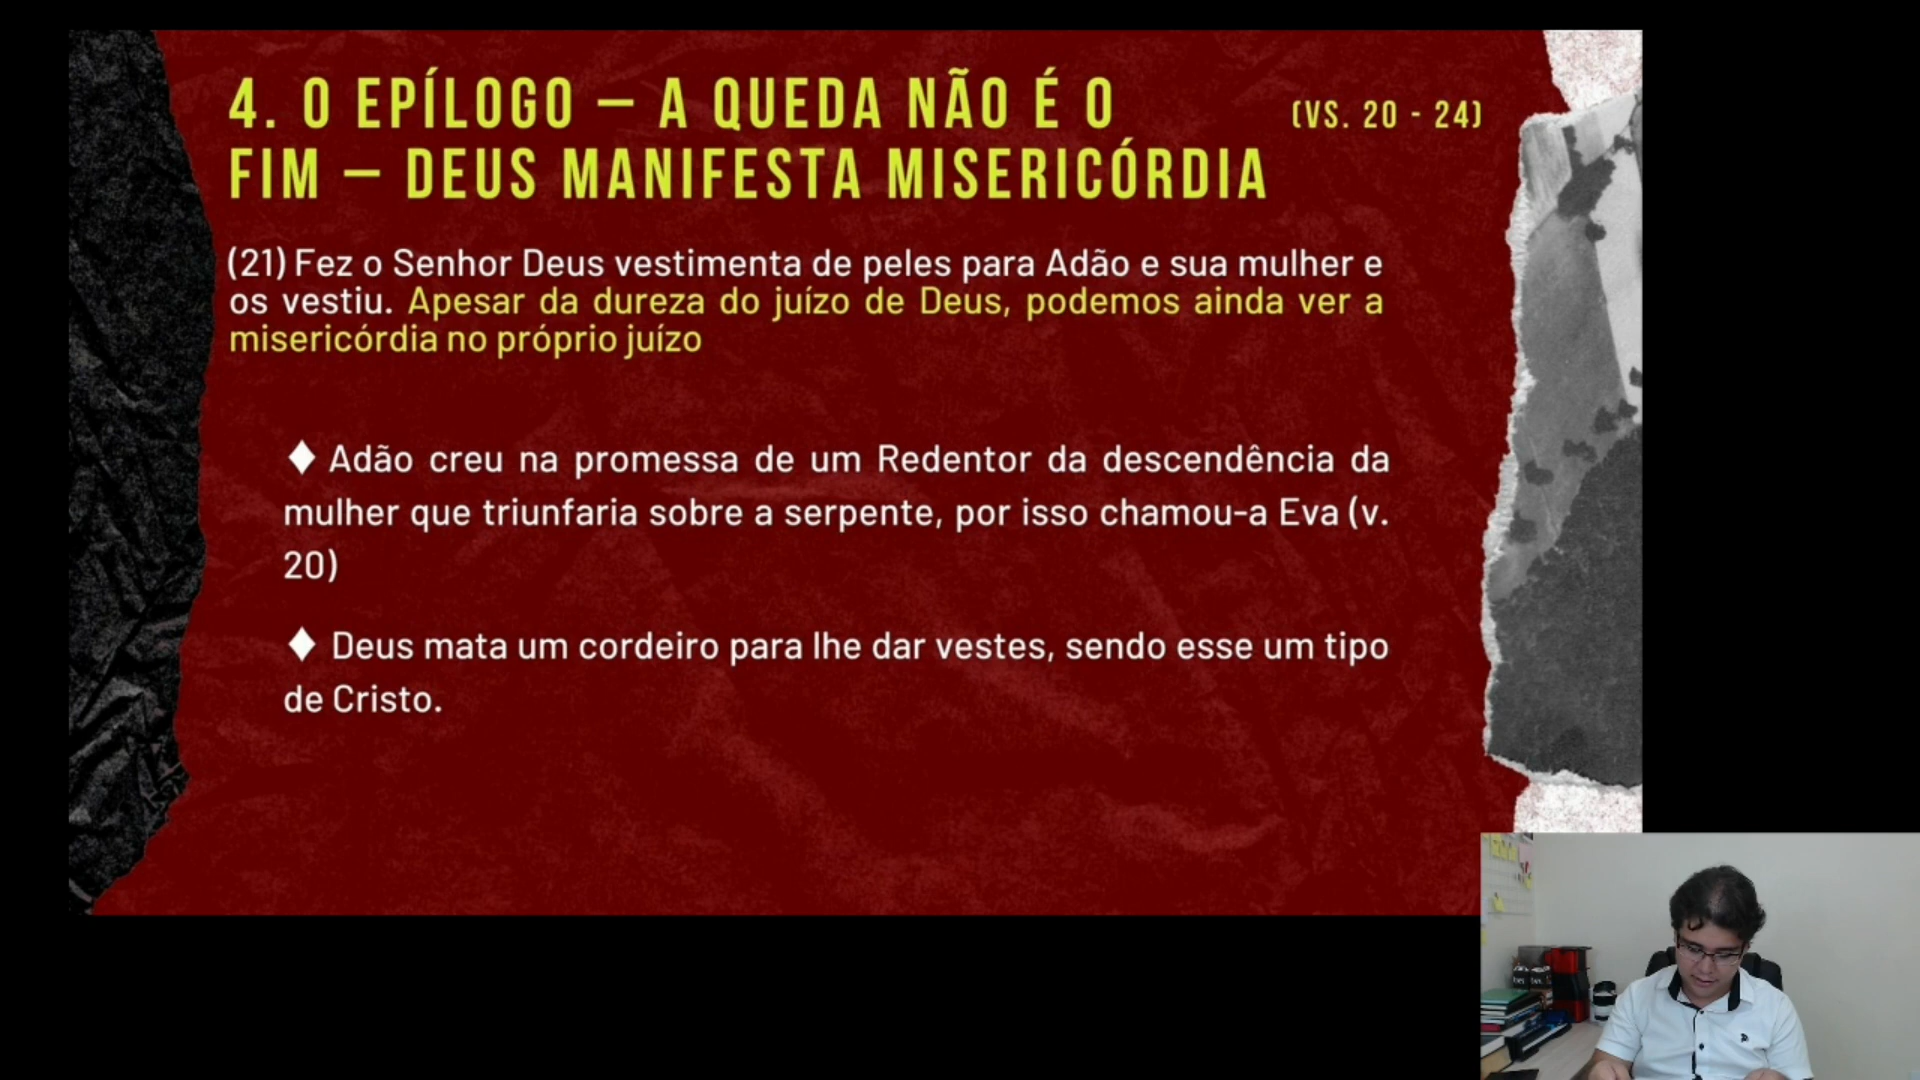 4. O EPÍLOGO – A QUEDA NÃO É O (VS. 20 - 24)
FIM – DEUS MANIFESTA MISERICÓRDIA
(21) Fez o Senhor Deus vestimenta de peles para Adão e sua mulher e
os vestiu. Apesar da dureza do juízo de Deus, podemos ainda ver a
misericórdia no próprio juízo
♦ Adão creu na promessa de um Redentor da descendência da
mulher que triunfaria sobre a serpente, por isso chamou-a Eva (v.
20)
♦ Deus mata um cordeiro para lhe dar vestes, sendo esse um tipo
de Cristo.